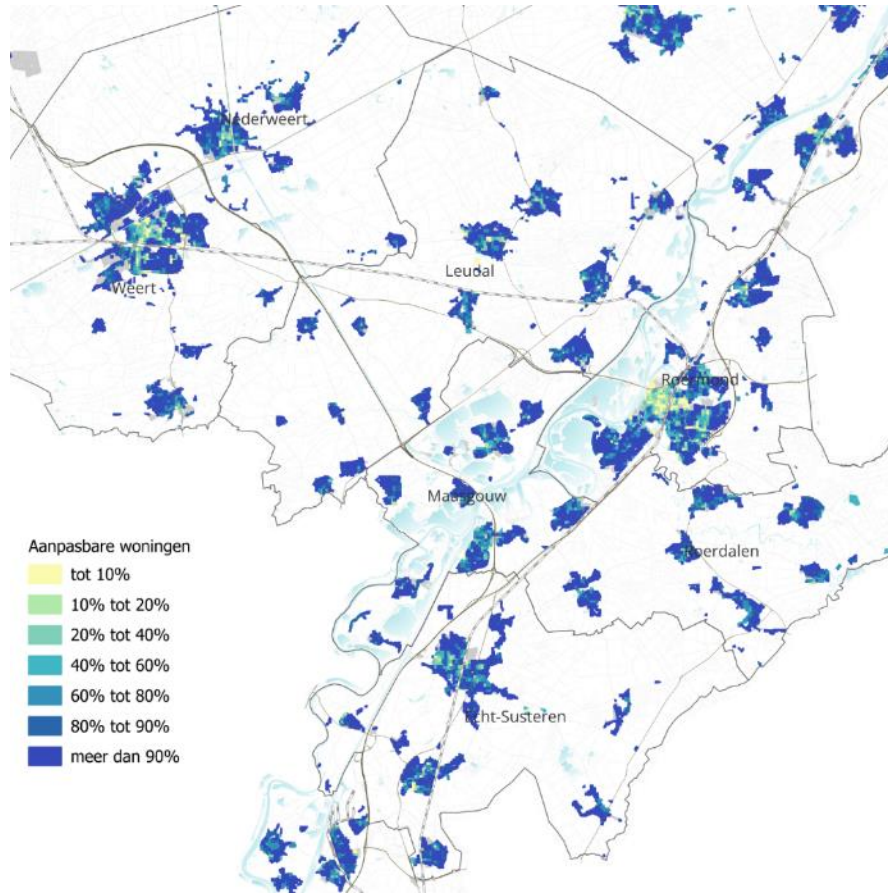 Nederweert
Weert
Leudal
Roermond
Maasgouw
Roerdalen
Echt-Susteren
Aanpasbare woningen
tot 10%
10% tot 20%
20% tot 40%
40% tot 60%
60% tot 80%
80% tot 90%
meer dan 90%